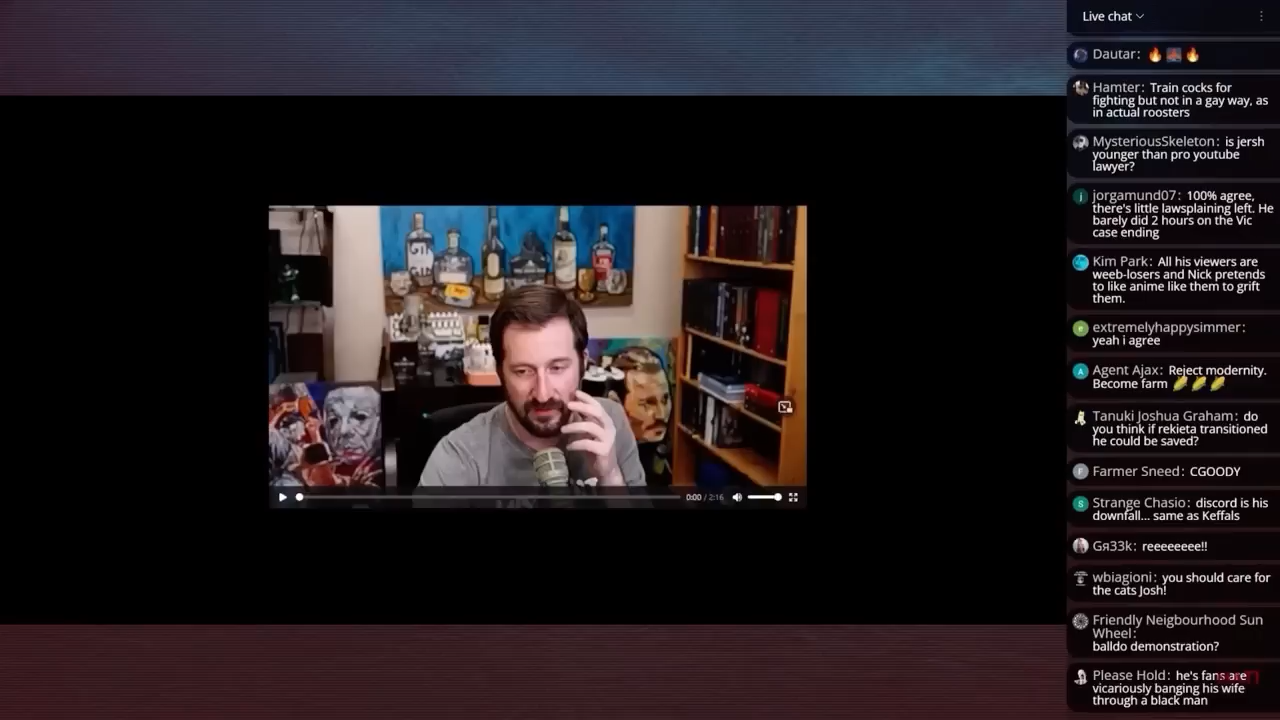 Live chat
Dautar: 🔥 🔥
Hamter: Train cocks for
fighting but not in a gay way, as
in actual roosters
MysteriousSkeleton: is jersh
younger than pro youtube
lawyer?
jorgamund07: 100% agree,
there's little lawsplaining left. He
barely did 2 hours on the Vic
case ending
Kim Park: All his viewers are
weeb-losers and Nick pretends
to like anime like them to grift
them.
extremelyhappysimmer:
yeah i agree
Agent Ajax: Reject modernity.
Become farm 🌽🌽🌽
Tanuki Joshua Graham: do
you think if rekieta transitioned
he could be saved?
Farmer Sneed: CGOODY
Strange Chasio: discord is his
downfall... same as Keffals
Gя33k: reeeeeeee!!
wbiagioni: you should care for
the cats Josh!
Friendly Neigbourhood Sun
Wheel:
balldo demonstration?
Please Hold: he's fans are
vicariously banging his wife
through a black man
GIN
GIN
0:00 / 2:16